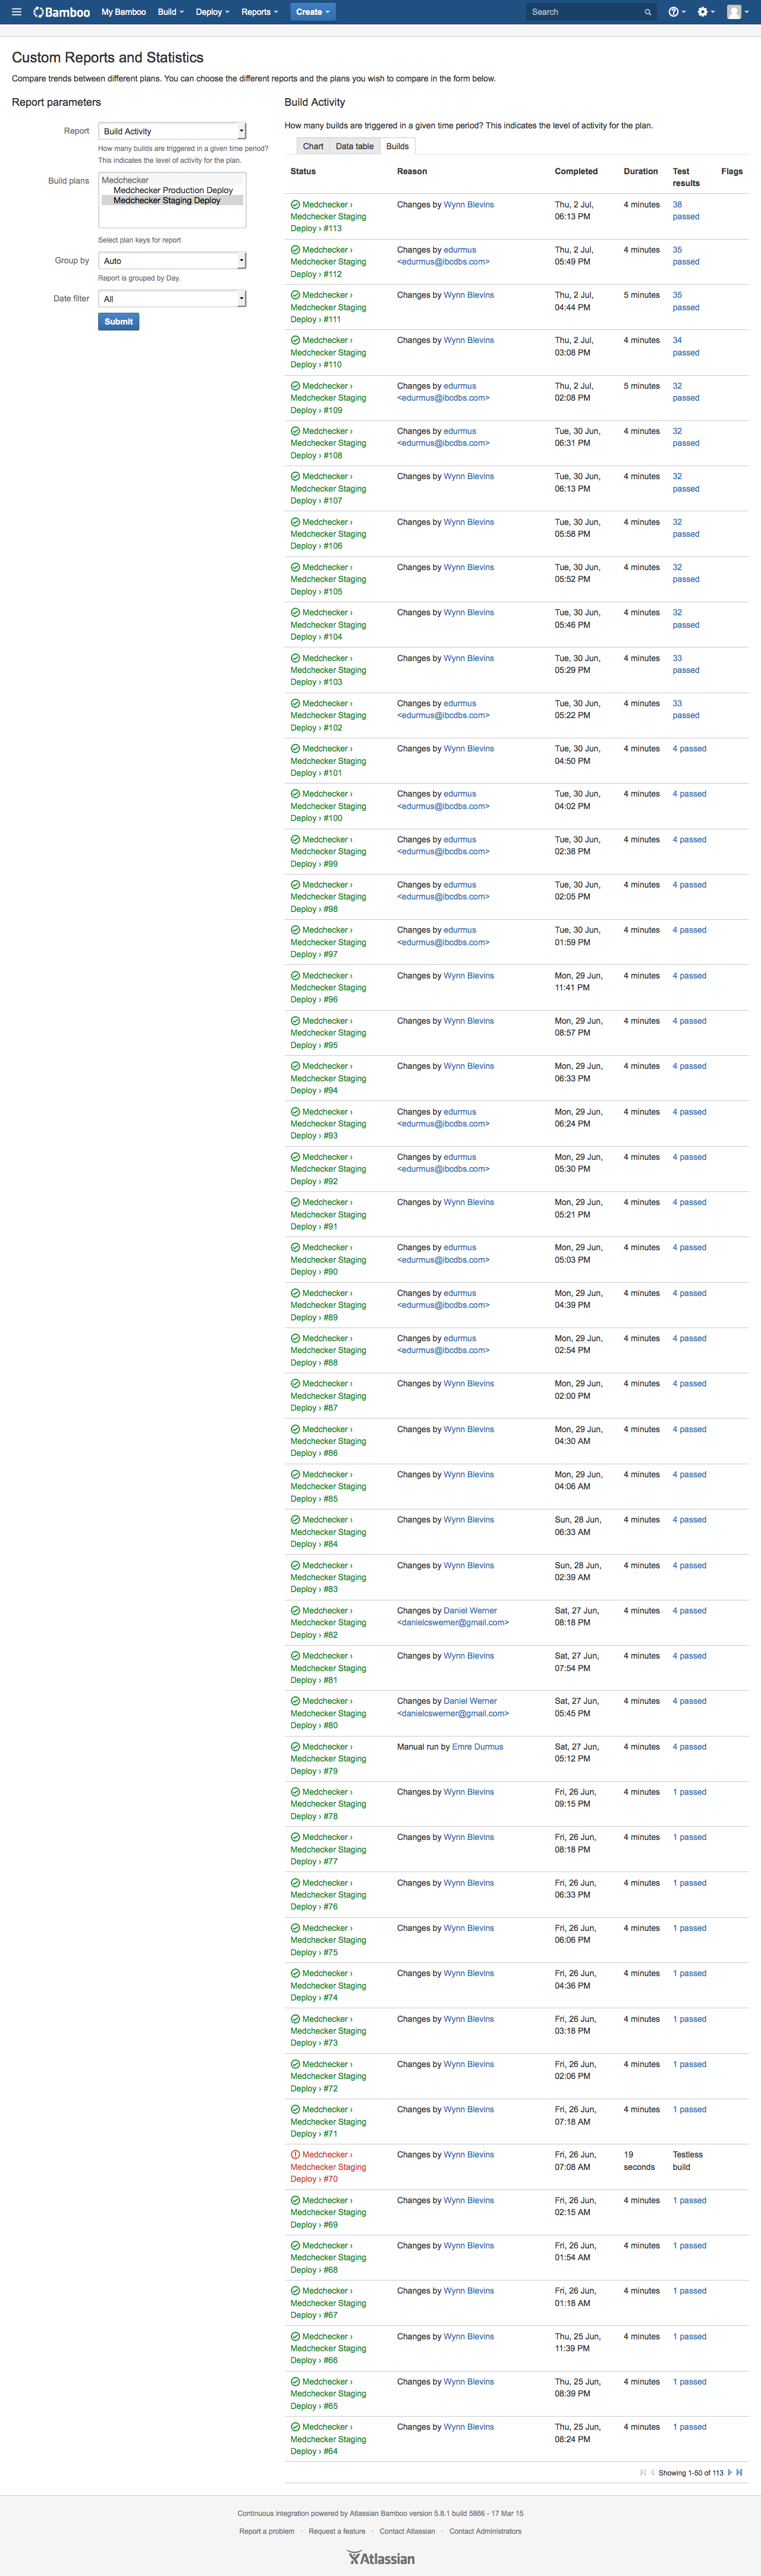 Bamboo My Bamboo Build Deploy Reports Create Search
Custom Reports and Statistics
Compare trends between different plans. You can choose the different reports and the plans you wish to compare in the form below.
Report parameters
Report Build Activity
How many builds are triggered in a given time period?
This indicates the level of activity for the plan.
Build plans Medchecker
Medchecker Production Deploy
Medchecker Staging Deploy
Select plan keys for report
Group by Auto
Report is grouped by Day.
Date filter All
Submit
Build Activity
How many builds are triggered in a given time period? This indicates the level of activity for the plan.
Chart Data table Builds
Status Reason Completed Duration Test Flags
results
Medchecker › Changes by Wynn Blevins Thu, 2 Jul, 4 minutes 38
Medchecker Staging 06:13 PM passed
Deploy › #113
Medchecker › Changes by edurmus Thu, 2 Jul, 4 minutes 35
Medchecker Staging <edurmus@ibcdbs.com> 05:49 PM passed
Deploy › #112
Medchecker › Changes by Wynn Blevins Thu, 2 Jul, 5 minutes 35
Medchecker Staging 04:44 PM passed
Deploy › #111
Medchecker › Changes by Wynn Blevins Thu, 2 Jul, 4 minutes 34
Medchecker Staging 03:08 PM passed
Deploy › #110
Medchecker › Changes by edurmus Thu, 2 Jul, 5 minutes 32
Medchecker Staging <edurmus@ibcdbs.com> 02:08 PM passed
Deploy › #109
Medchecker › Changes by edurmus Tue, 30 Jun, 4 minutes 32
Medchecker Staging <edurmus@ibcdbs.com> 06:31 PM passed
Deploy › #108
Medchecker › Changes by Wynn Blevins Tue, 30 Jun, 4 minutes 32
Medchecker Staging 06:13 PM passed
Deploy › #107
Medchecker › Changes by Wynn Blevins Tue, 30 Jun, 4 minutes 32
Medchecker Staging 05:58 PM passed
Deploy › #106
Medchecker › Changes by Wynn Blevins Tue, 30 Jun, 4 minutes 32
Medchecker Staging 05:52 PM passed
Deploy › #105
Medchecker › Changes by Wynn Blevins Tue, 30 Jun, 4 minutes 32
Medchecker Staging 05:46 PM passed
Deploy › #104
Medchecker › Changes by Wynn Blevins Tue, 30 Jun, 4 minutes 33
Medchecker Staging 05:29 PM passed
Deploy › #103
Medchecker › Changes by edurmus Tue, 30 Jun, 4 minutes 33
Medchecker Staging <edurmus@ibcdbs.com> 05:22 PM passed
Deploy › #102
Medchecker › Changes by Wynn Blevins Tue, 30 Jun, 4 minutes 4 passed
Medchecker Staging 04:50 PM
Deploy › #101
Medchecker › Changes by edurmus Tue, 30 Jun, 4 minutes 4 passed
Medchecker Staging <edurmus@ibcdbs.com> 04:02 PM
Deploy › #100
Medchecker › Changes by edurmus Tue, 30 Jun, 4 minutes 4 passed
Medchecker Staging <edurmus@ibcdbs.com> 02:38 PM
Deploy › #99
Medchecker › Changes by edurmus Tue, 30 Jun, 4 minutes 4 passed
Medchecker Staging <edurmus@ibcdbs.com> 02:05 PM
Deploy › #98
Medchecker › Changes by edurmus Tue, 30 Jun, 4 minutes 4 passed
Medchecker Staging <edurmus@ibcdbs.com> 01:59 PM
Deploy › #97
Medchecker › Changes by Wynn Blevins Mon, 29 Jun, 4 minutes 4 passed
Medchecker Staging 11:41 PM
Deploy › #96
Medchecker › Changes by Wynn Blevins Mon, 29 Jun, 4 minutes 4 passed
Medchecker Staging 08:57 PM
Deploy › #95
Medchecker › Changes by Wynn Blevins Mon, 29 Jun, 4 minutes 4 passed
Medchecker Staging 06:33 PM
Deploy › #94
Medchecker › Changes by edurmus Mon, 29 Jun, 4 minutes 4 passed
Medchecker Staging <edurmus@ibcdbs.com> 06:24 PM
Deploy › #93
Medchecker › Changes by edurmus Mon, 29 Jun, 4 minutes 4 passed
Medchecker Staging <edurmus@ibcdbs.com> 05:30 PM
Deploy › #92
Medchecker › Changes by Wynn Blevins Mon, 29 Jun, 4 minutes 4 passed
Medchecker Staging 05:21 PM
Deploy › #91
Medchecker › Changes by edurmus Mon, 29 Jun, 4 minutes 4 passed
Medchecker Staging <edurmus@ibcdbs.com> 05:03 PM
Deploy › #90
Medchecker › Changes by edurmus Mon, 29 Jun, 4 minutes 4 passed
Medchecker Staging <edurmus@ibcdbs.com> 04:39 PM
Deploy › #89
Medchecker › Changes by edurmus Mon, 29 Jun, 4 minutes 4 passed
Medchecker Staging <edurmus@ibcdbs.com> 02:54 PM
Deploy › #88
Medchecker › Changes by Wynn Blevins Mon, 29 Jun, 4 minutes 4 passed
Medchecker Staging 02:00 PM
Deploy › #87
Medchecker › Changes by Wynn Blevins Mon, 29 Jun, 4 minutes 4 passed
Medchecker Staging 04:30 AM
Deploy › #86
Medchecker › Changes by Wynn Blevins Mon, 29 Jun, 4 minutes 4 passed
Medchecker Staging 04:06 AM
Deploy › #85
Medchecker › Changes by Wynn Blevins Sun, 28 Jun, 4 minutes 4 passed
Medchecker Staging 06:33 AM
Deploy › #84
Medchecker › Changes by Wynn Blevins Sun, 28 Jun, 4 minutes 4 passed
Medchecker Staging 02:39 AM
Deploy › #83
Medchecker › Changes by Daniel Werner Sat, 27 Jun, 4 minutes 4 passed
Medchecker Staging <danielcswerner@gmail.com> 08:18 PM
Deploy › #82
Medchecker › Changes by Wynn Blevins Sat, 27 Jun, 4 minutes 4 passed
Medchecker Staging 07:54 PM
Deploy › #81
Medchecker › Changes by Daniel Werner Sat, 27 Jun, 4 minutes 4 passed
Medchecker Staging <danielcswerner@gmail.com> 05:45 PM
Deploy › #80
Medchecker › Manual run by Emre Durmus Sat, 27 Jun, 4 minutes 4 passed
Medchecker Staging 05:12 PM
Deploy › #79
Medchecker › Changes by Wynn Blevins Fri, 26 Jun, 4 minutes 1 passed
Medchecker Staging 09:15 PM
Deploy › #78
Medchecker › Changes by Wynn Blevins Fri, 26 Jun, 4 minutes 1 passed
Medchecker Staging 08:18 PM
Deploy › #77
Medchecker › Changes by Wynn Blevins Fri, 26 Jun, 4 minutes 1 passed
Medchecker Staging 06:33 PM
Deploy › #76
Medchecker › Changes by Wynn Blevins Fri, 26 Jun, 4 minutes 1 passed
Medchecker Staging 06:06 PM
Deploy › #75
Medchecker › Changes by Wynn Blevins Fri, 26 Jun, 4 minutes 1 passed
Medchecker Staging 04:36 PM
Deploy › #74
Medchecker › Changes by Wynn Blevins Fri, 26 Jun, 4 minutes 1 passed
Medchecker Staging 03:18 PM
Deploy › #73
Medchecker › Changes by Wynn Blevins Fri, 26 Jun, 4 minutes 1 passed
Medchecker Staging 02:06 PM
Deploy › #72
Medchecker › Changes by Wynn Blevins Fri, 26 Jun, 4 minutes 1 passed
Medchecker Staging 07:18 AM
Deploy › #71
Medchecker › Changes by Wynn Blevins Fri, 26 Jun, 19 Testless
Medchecker Staging 07:08 AM seconds build
Deploy › #70
Medchecker › Changes by Wynn Blevins Fri, 26 Jun, 4 minutes 1 passed
Medchecker Staging 02:15 AM
Deploy › #69
Medchecker › Changes by Wynn Blevins Fri, 26 Jun, 4 minutes 1 passed
Medchecker Staging 01:54 AM
Deploy › #68
Medchecker › Changes by Wynn Blevins Fri, 26 Jun, 4 minutes 1 passed
Medchecker Staging 01:18 AM
Deploy › #67
Medchecker › Changes by Wynn Blevins Thu, 25 Jun, 4 minutes 1 passed
Medchecker Staging 11:39 PM
Deploy › #66
Medchecker › Changes by Wynn Blevins Thu, 25 Jun, 4 minutes 1 passed
Medchecker Staging 08:39 PM
Deploy › #65
Medchecker › Changes by Wynn Blevins Thu, 25 Jun, 4 minutes 1 passed
Medchecker Staging 08:24 PM
Deploy › #64
Showing 1-50 of 113
Continuous integration powered by Atlassian Bamboo version 5.8.1 build 5866 - 17 Mar 15
Report a problem · Request a feature · Contact Atlassian · Contact Administrators
Atlassian